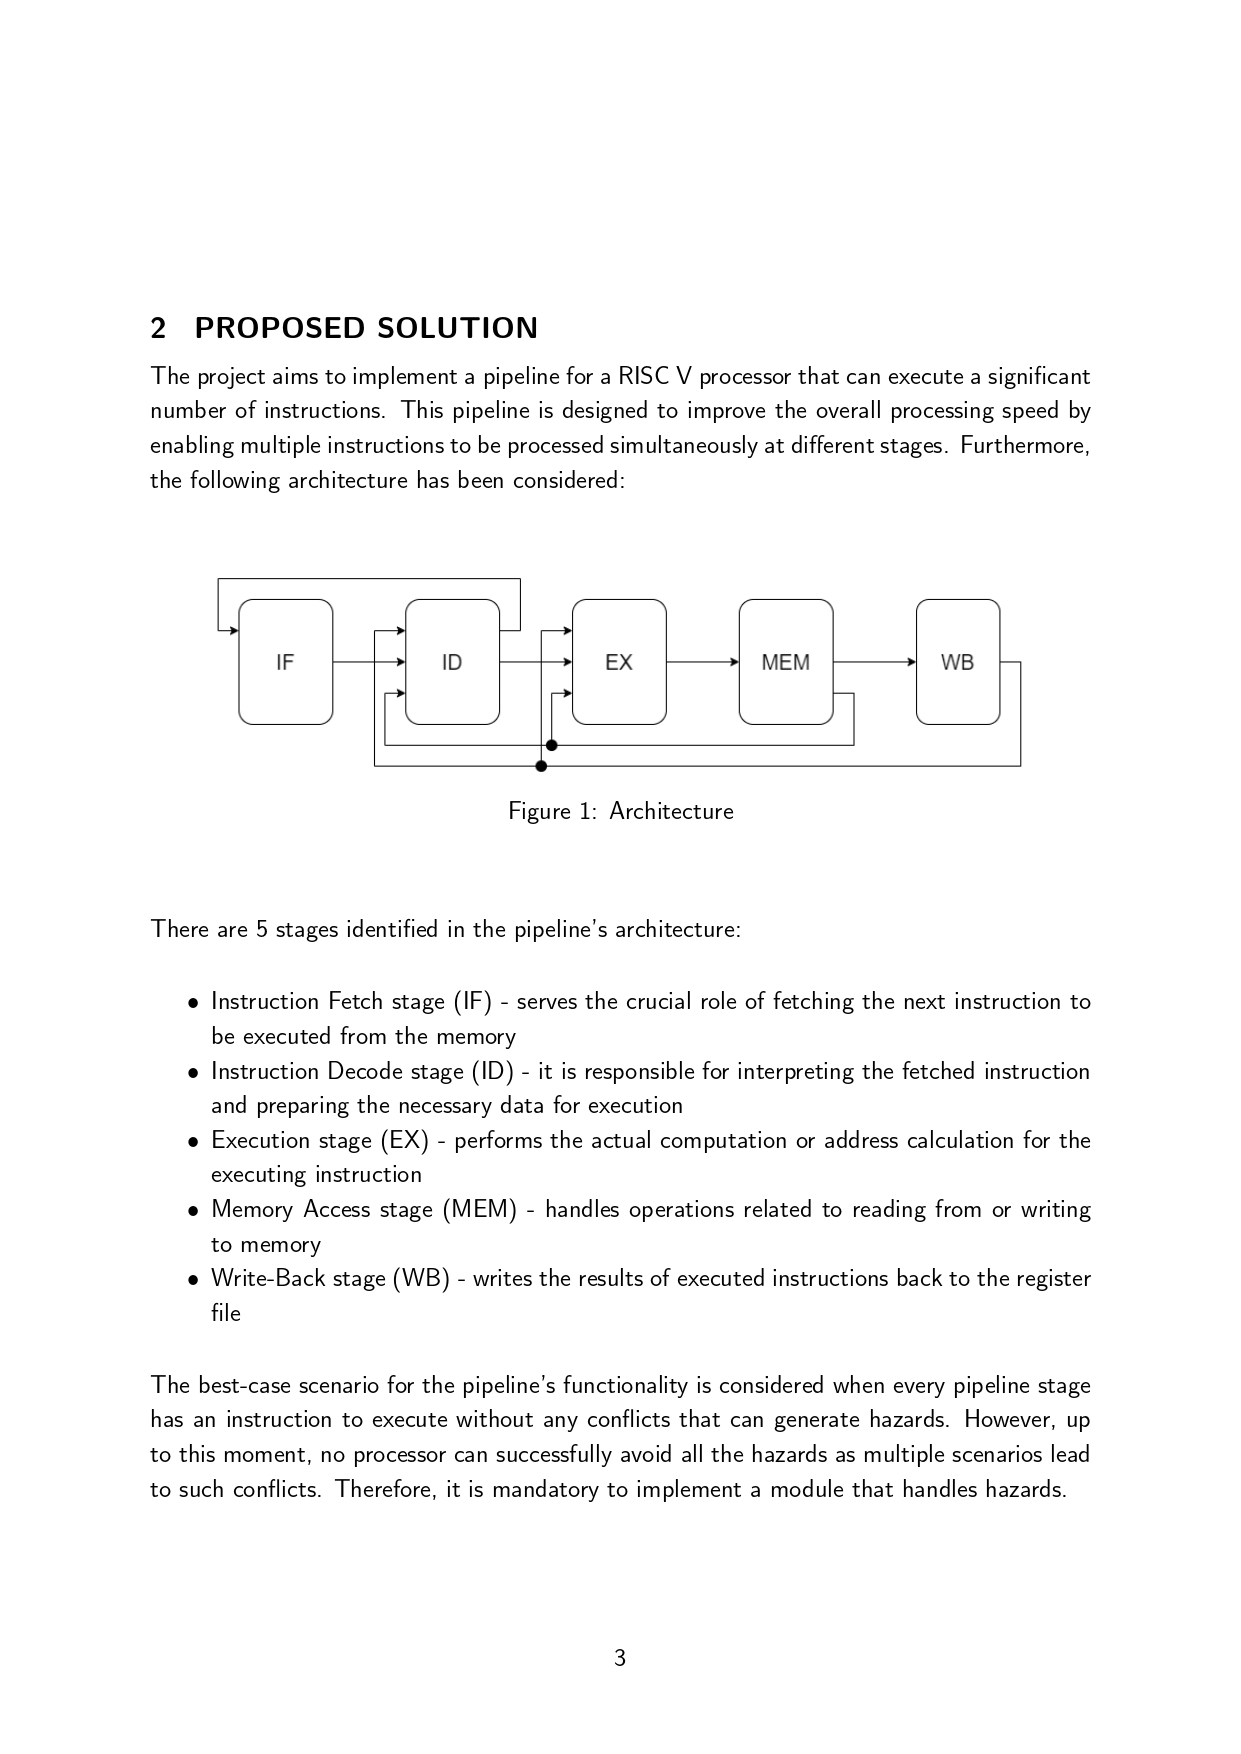 2 PROPOSED SOLUTION
The project aims to implement a pipeline for a RISC V processor that can execute a significant
number of instructions. This pipeline is designed to improve the overall processing speed by
enabling multiple instructions to be processed simultaneously at different stages. Furthermore,
the following architecture has been considered:
IF ID EX MEM WB
Figure 1: Architecture
There are 5 stages identified in the pipeline's architecture:
• Instruction Fetch stage (IF) - serves the crucial role of fetching the next instruction to
be executed from the memory
• Instruction Decode stage (ID) - it is responsible for interpreting the fetched instruction
and preparing the necessary data for execution
• Execution stage (EX) - performs the actual computation or address calculation for the
executing instruction
• Memory Access stage (MEM) - handles operations related to reading from or writing
to memory
• Write-Back stage (WB) - writes the results of executed instructions back to the register
file
The best-case scenario for the pipeline's functionality is considered when every pipeline stage
has an instruction to execute without any conflicts that can generate hazards. However, up
to this moment, no processor can successfully avoid all the hazards as multiple scenarios lead
to such conflicts. Therefore, it is mandatory to implement a module that handles hazards.
3